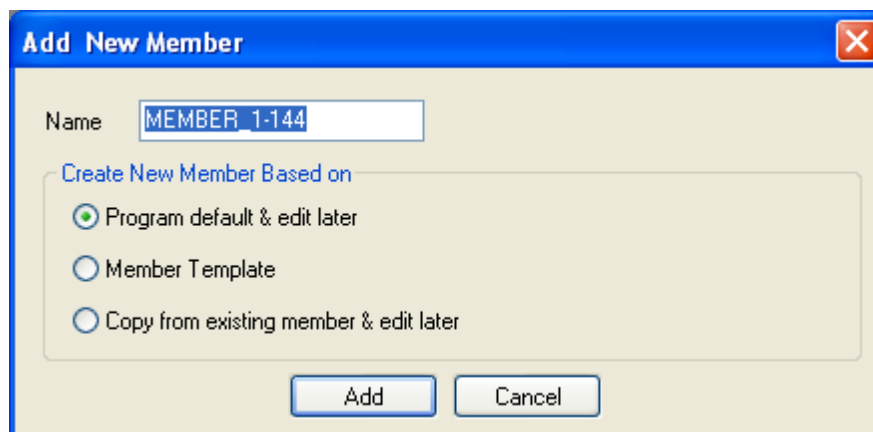 Add New Member
Name MEMBER_1-144
Create New Member Based on
Program default & edit later
Member Template
Copy from existing member & edit later
Add Cancel